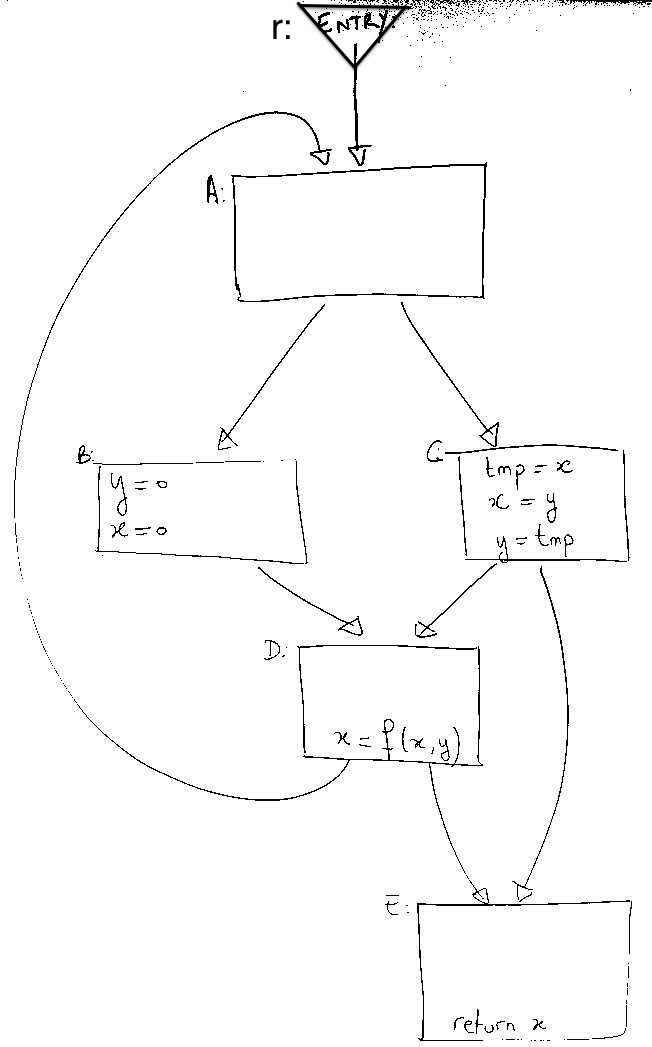 r: ENTRY
A:
B:
y = 0
x = 0
C:
tmp = x
x = y
y = tmp
D:
x = f(x, y)
E:
return x